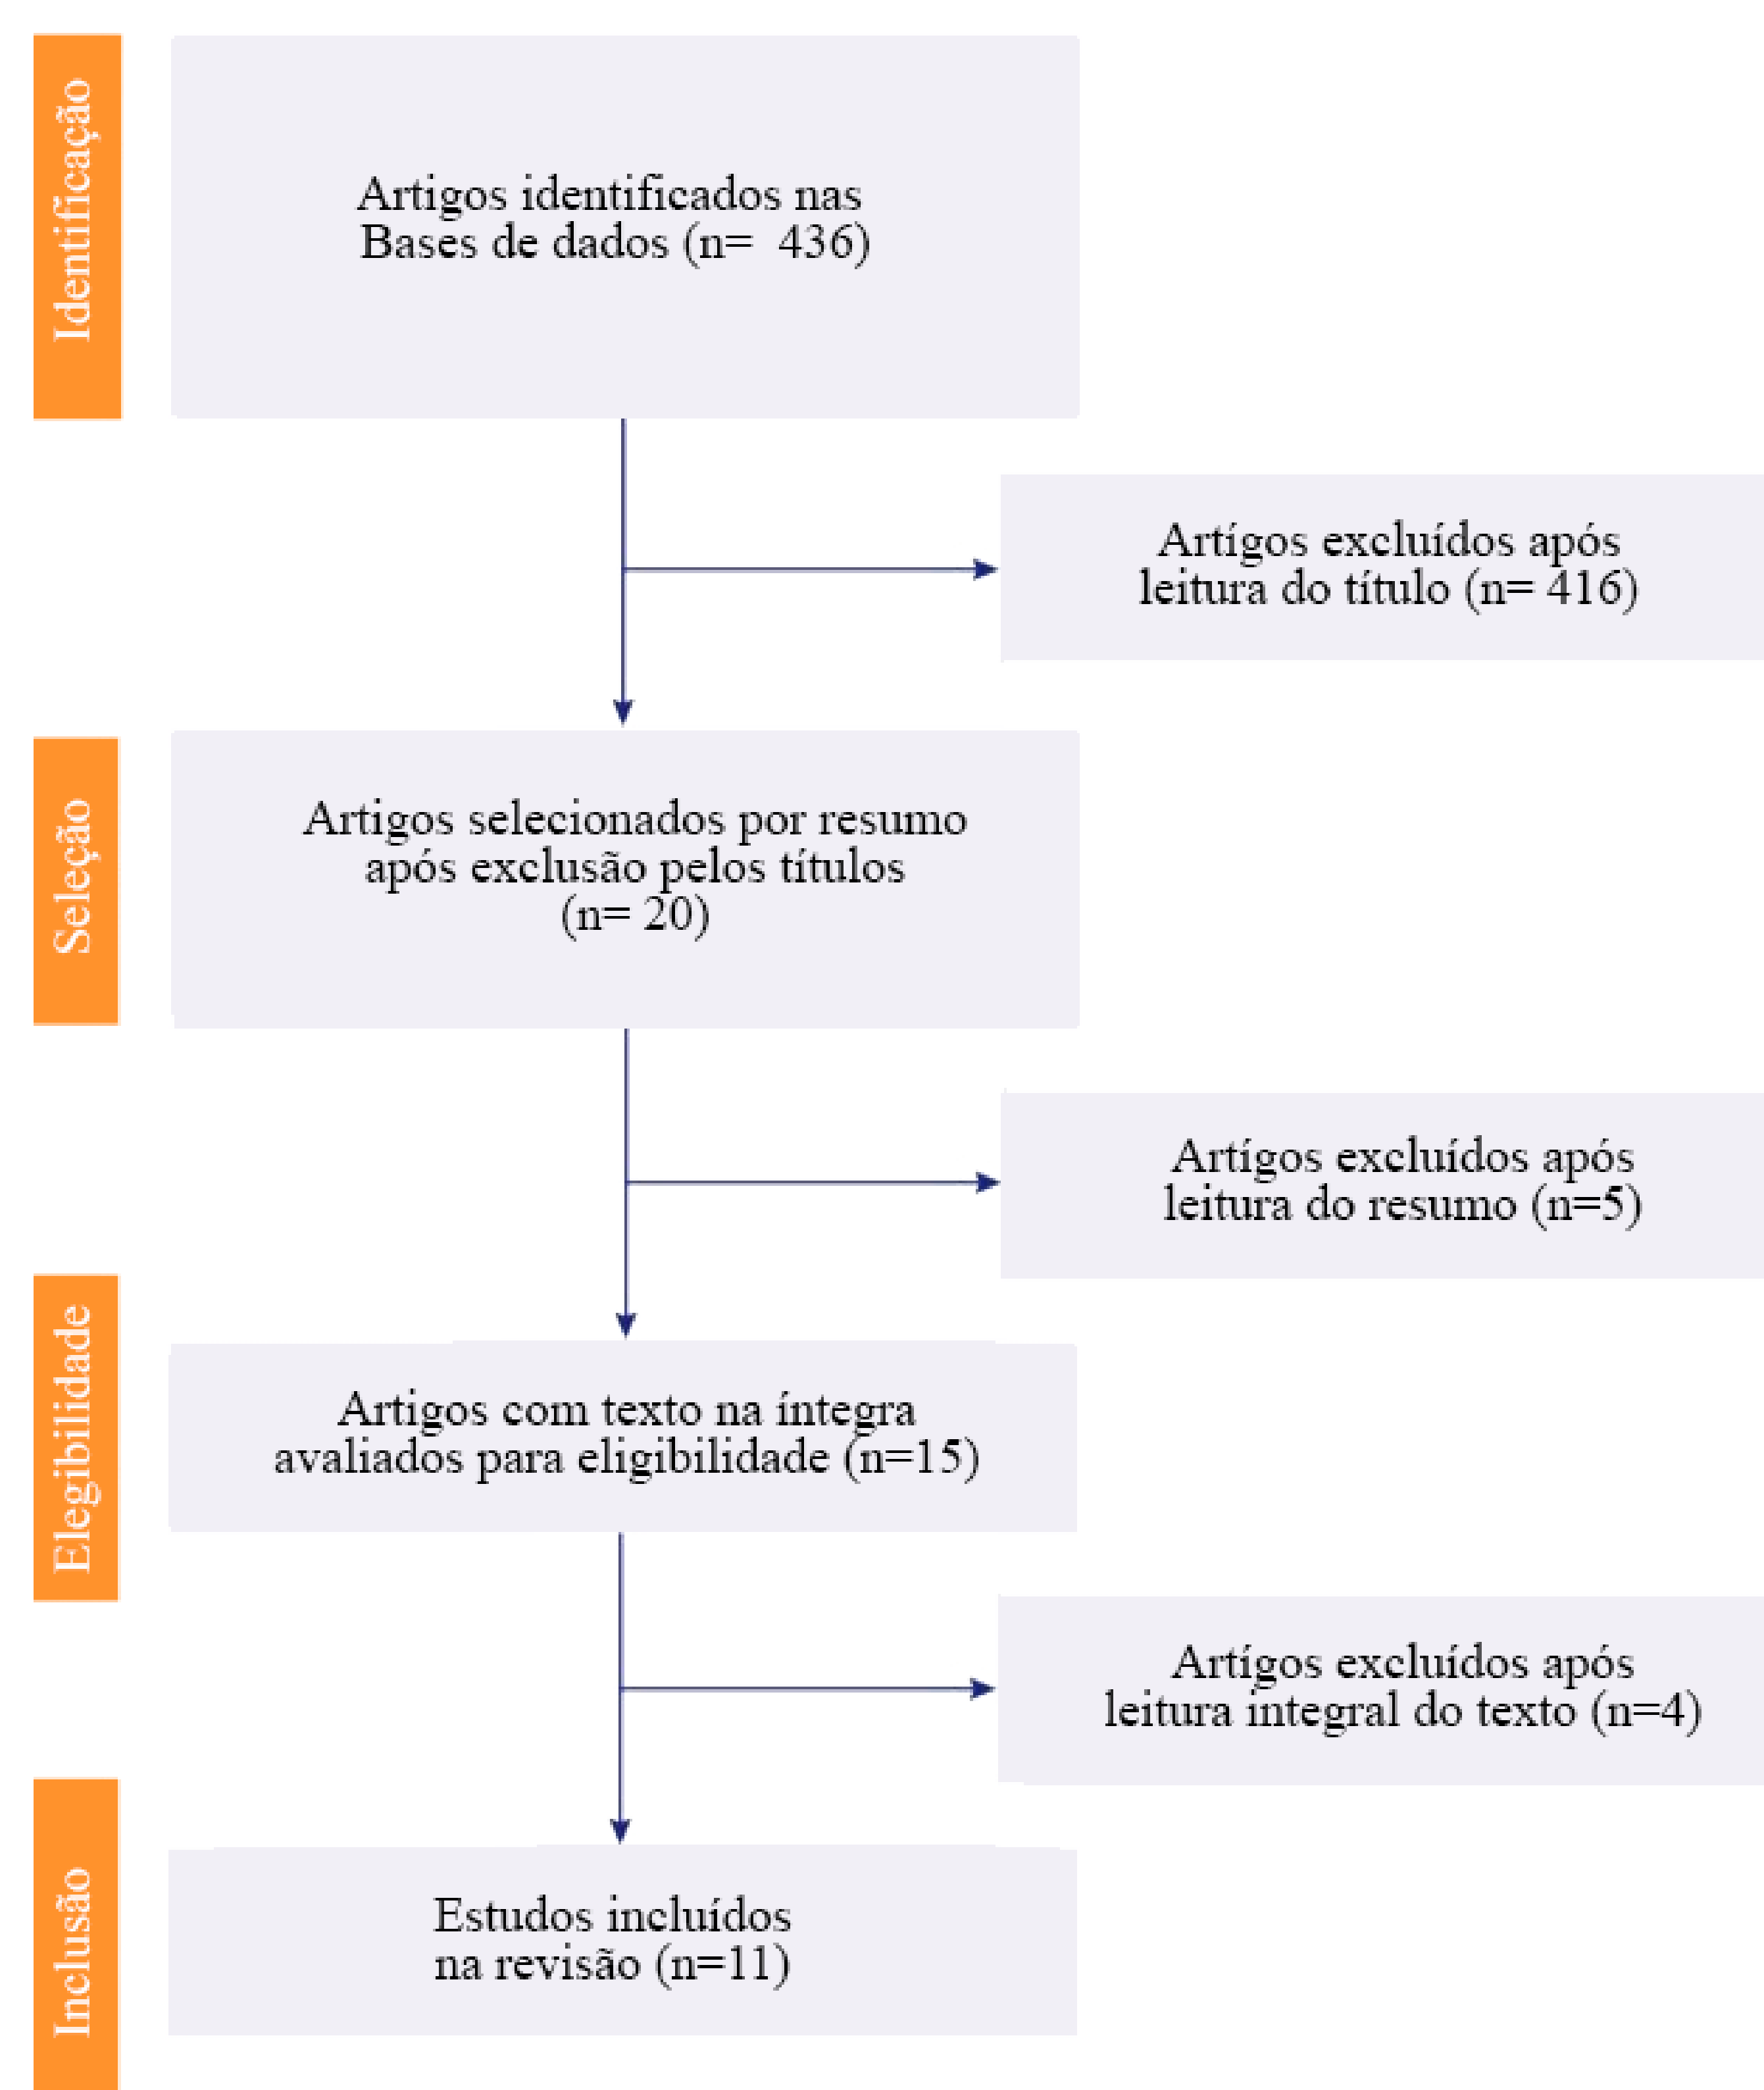 Identificação
Artigos identificados nas
Bases de dados (n= 436)
Artígos excluídos após
leitura do título (n= 416)
Seleção
Artigos selecionados por resumo
após exclusão pelos títulos
(n= 20)
Artígos excluídos após
leitura do resumo (n=5)
Elegibilidade
Artigos com texto na íntegra
avaliados para eligibilidade (n=15)
Artígos excluídos após
leitura integral do texto (n=4)
Inclusão
Estudos incluídos
na revisão (n=11)